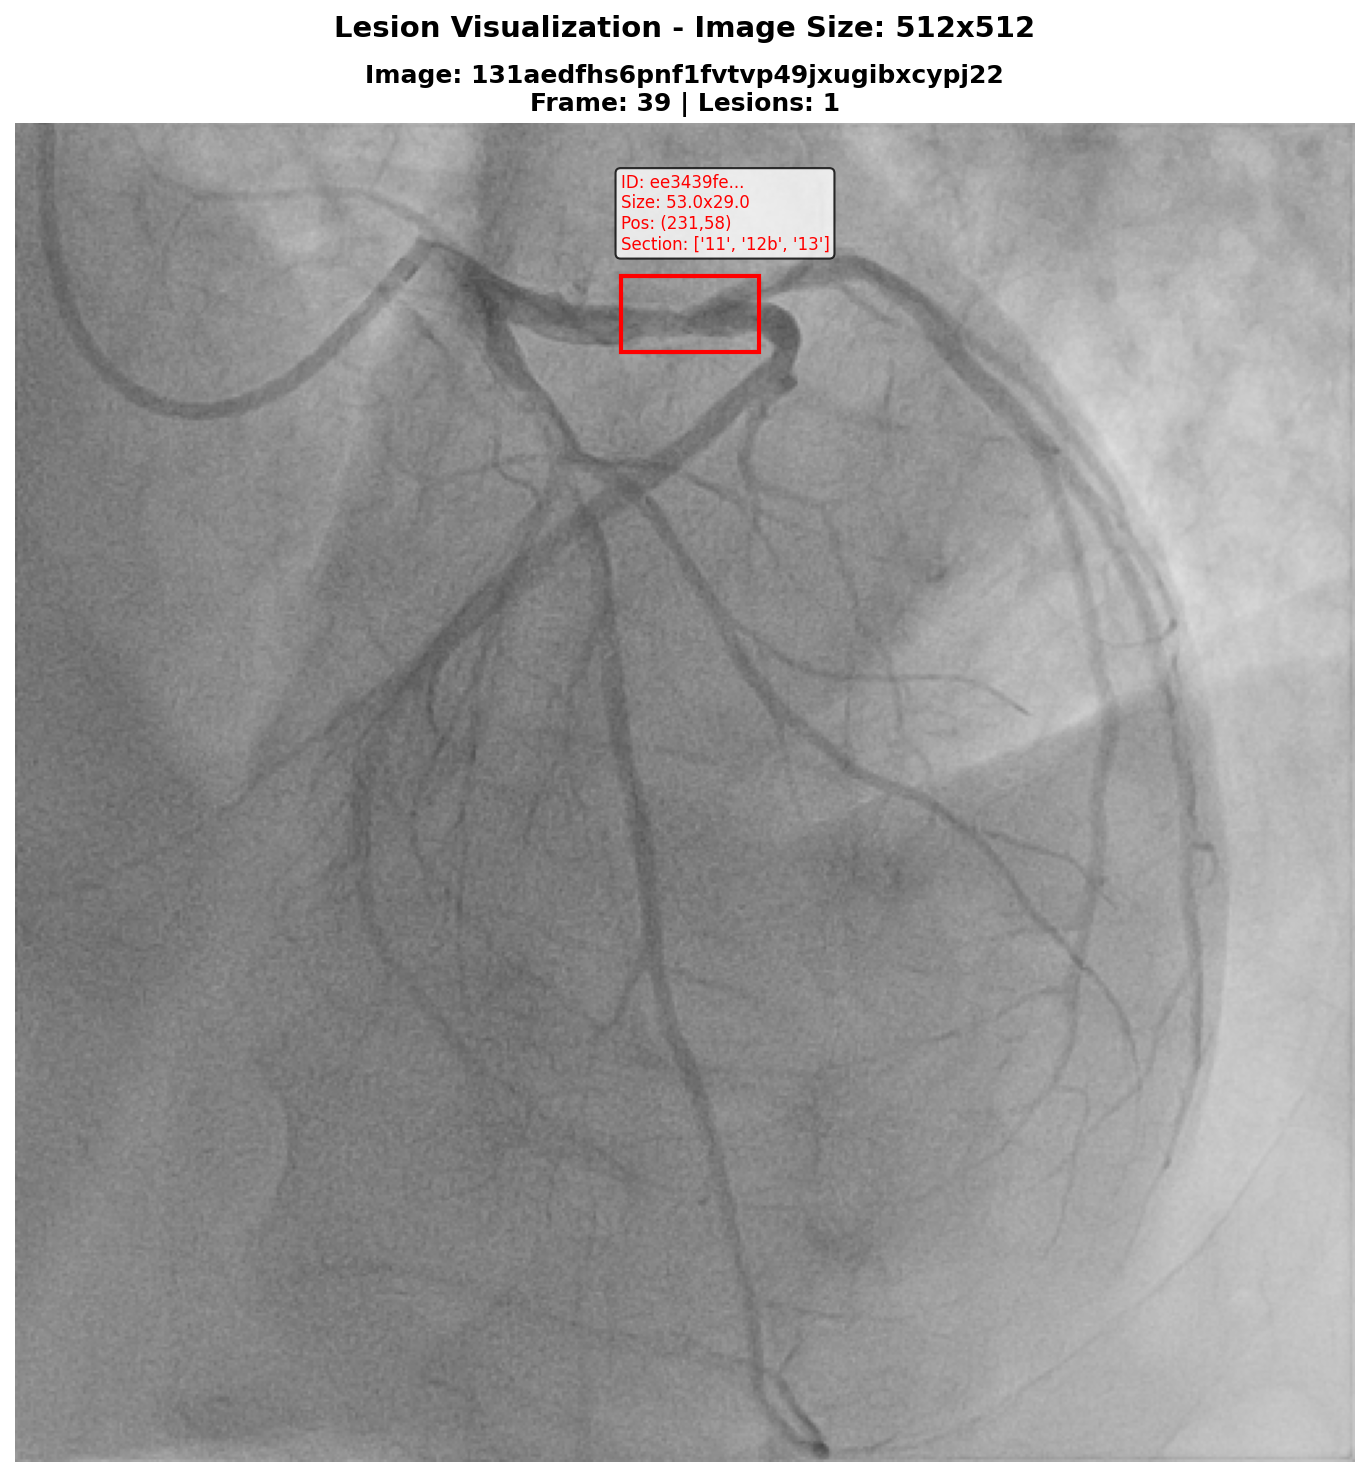 Lesion Visualization - Image Size: 512x512
Image: 131aedfhs6pnf1fvtvp49jxugibxcypj22
Frame: 39 | Lesions: 1
ID: ee3439fe...
Size: 53.0x29.0
Pos: (231,58)
Section: ['11', '12b', '13']